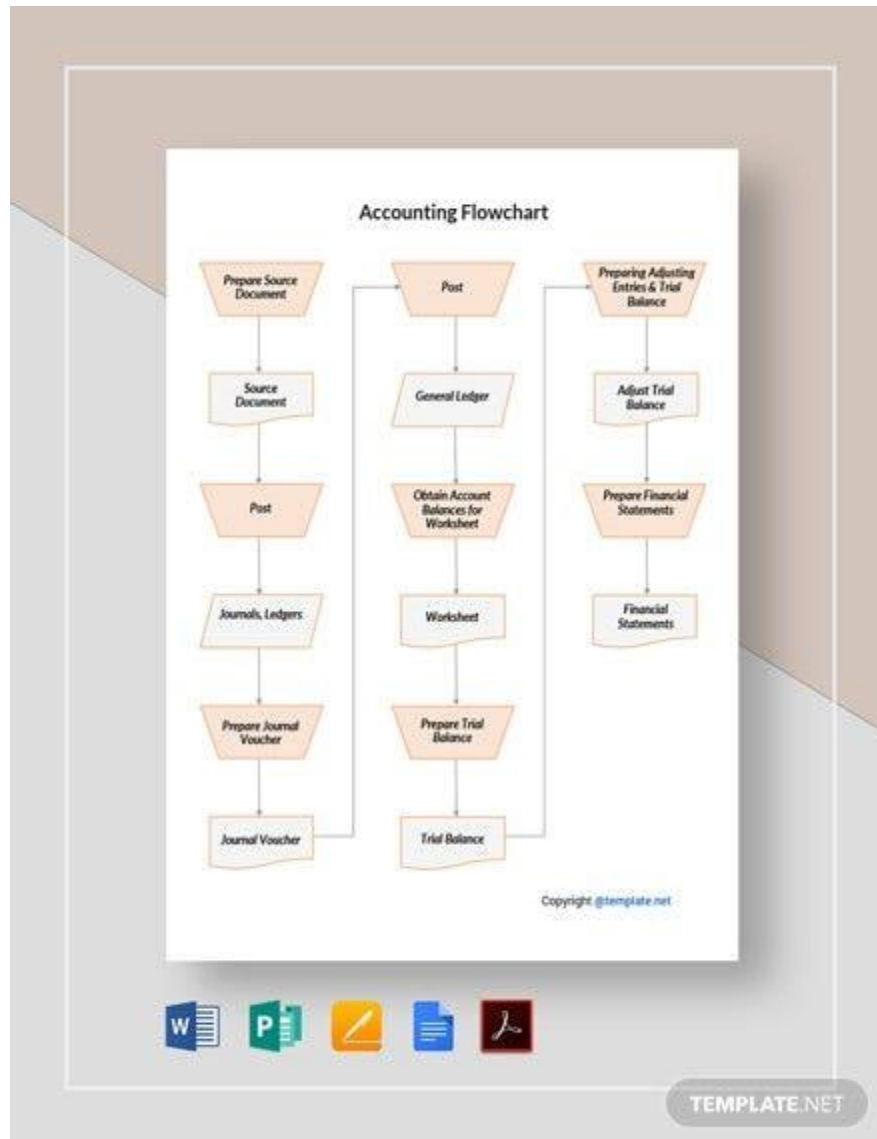 Accounting Flowchart
Prepare Source
Document
Source
Document
Post
Journals, Ledgers
Prepare Journal
Voucher
Journal Voucher
Post
General Ledger
Obtain Account
Balances for
Worksheet
Worksheet
Prepare Trial
Balance
Trial Balance
Preparing Adjusting
Entries & Trial
Balance
Adjust Trial
Balance
Prepare Financial
Statements
Financial
Statements
Copyright @template.net
W
P
TEMPLATE.NET